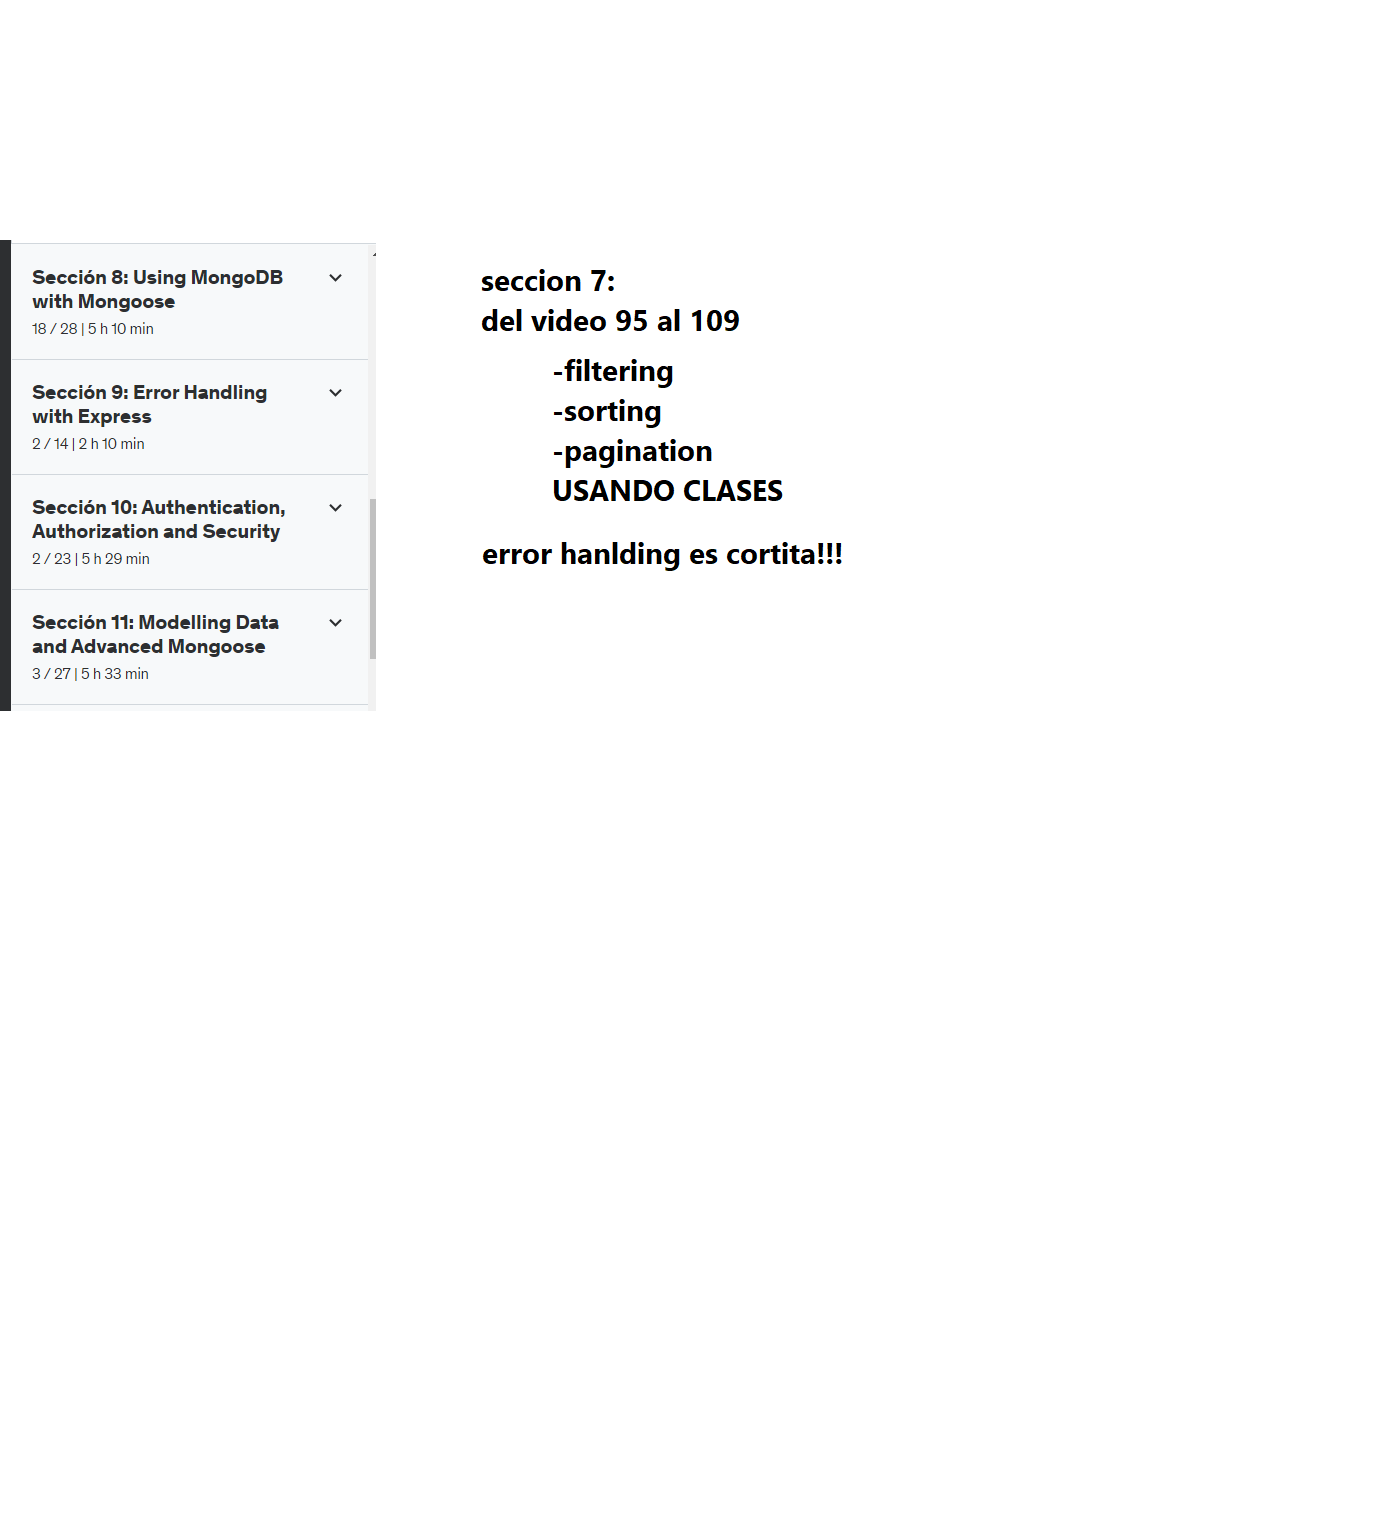 Sección 8: Using MongoDB
with Mongoose
18 / 28 | 5 h 10 min
Sección 9: Error Handling
with Express
2 / 14 | 2 h 10 min
Sección 10: Authentication,
Authorization and Security
2 / 23 | 5 h 29 min
Sección 11: Modelling Data
and Advanced Mongoose
3 / 27 | 5 h 33 min
seccion 7:
del video 95 al 109
-filtering
-sorting
-pagination
USANDO CLASES
error hanlding es cortita!!!